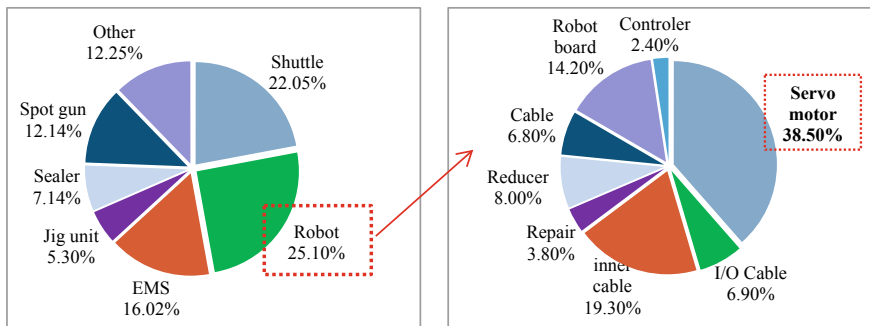 Other
12.25%
Shuttle
22.05%
Spot gun
12.14%
Sealer
7.14%
Jig unit
5.30%
EMS
16.02%
Robot
25.10%
Robot
board
14.20%
Controler
2.40%
Servo
motor
38.50%
Cable
6.80%
Reducer
8.00%
Repair
3.80%
inner
cable
19.30%
I/O Cable
6.90%